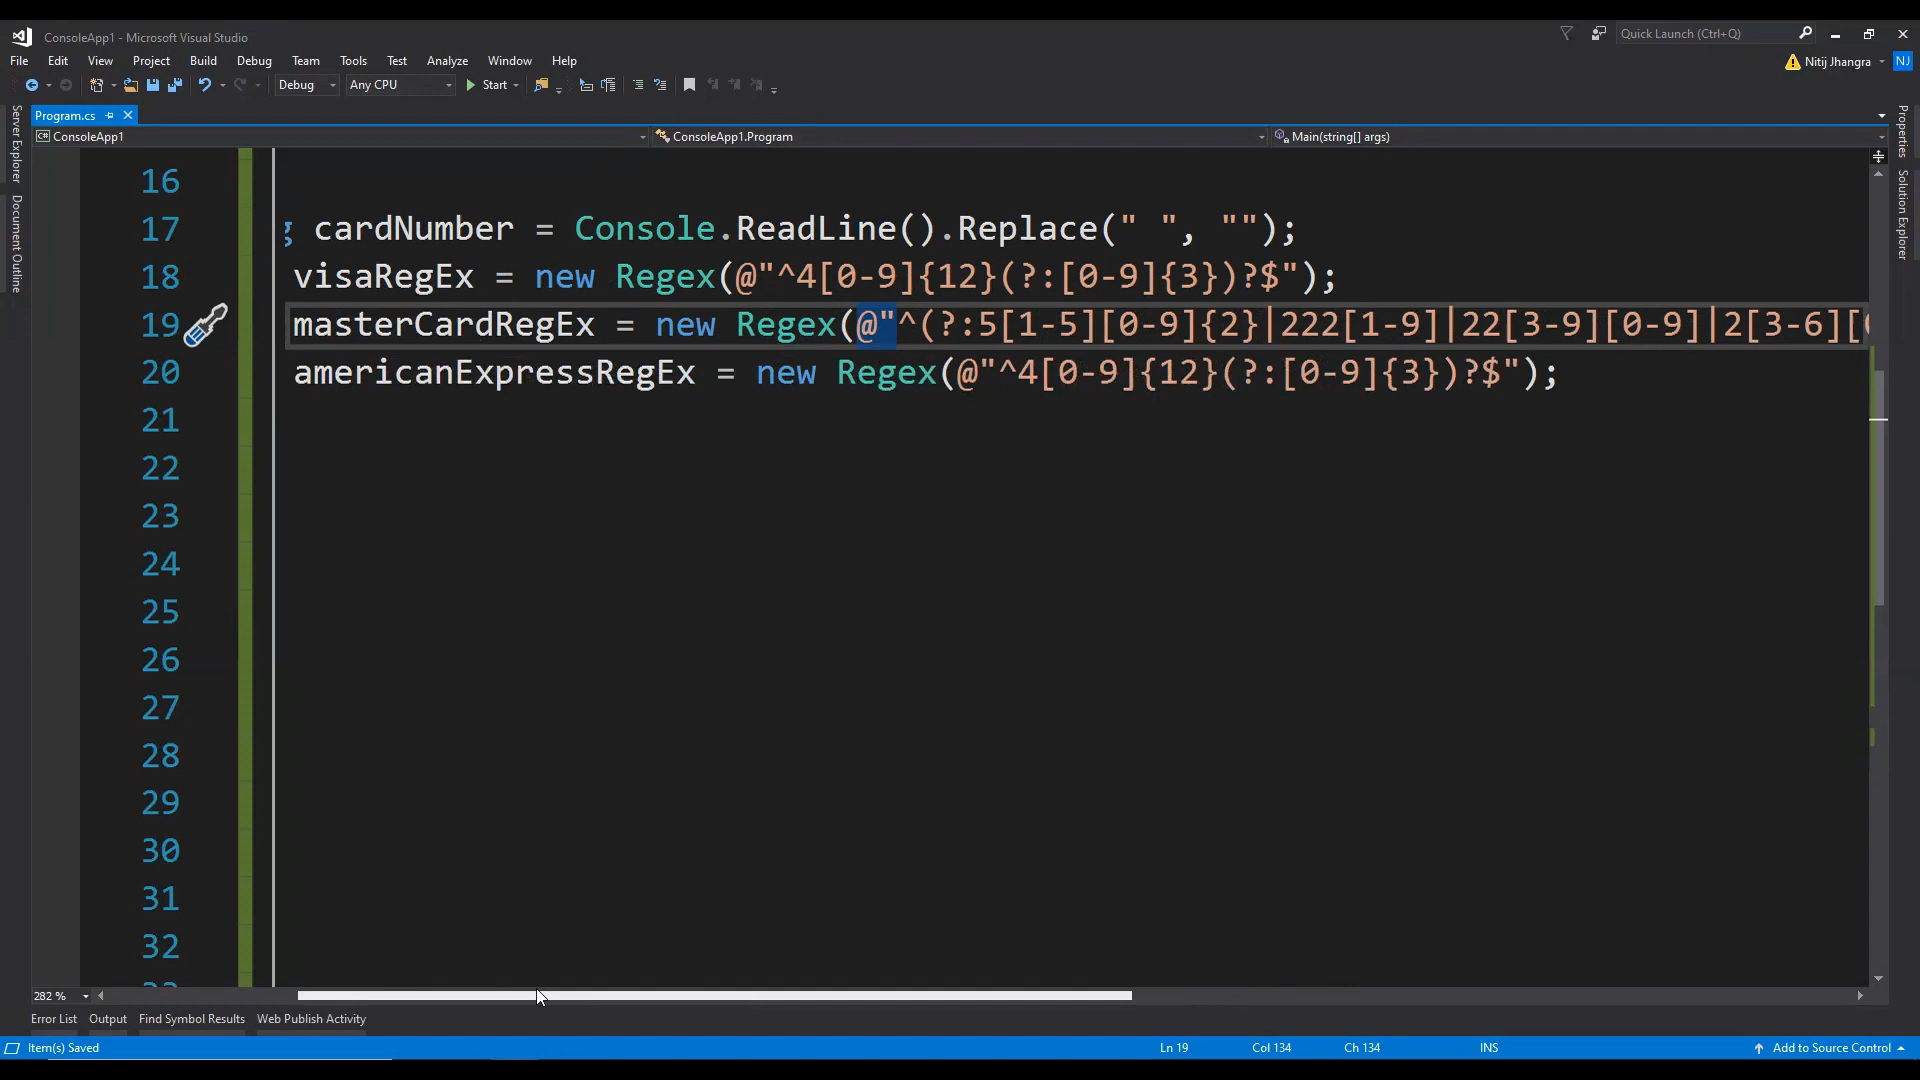 ConsoleApp1 - Microsoft Visual Studio
Quick Launch (Ctrl+Q)
File Edit View Project Build Debug Team Tools Test Analyze Window Help
Nitij Jhangra
NJ
Debug
Any CPU
Start
Program.cs
ConsoleApp1
ConsoleApp1.Program
Main(string[] args)
Server Explorer
Document Outline
Properties
Solution Explorer
16
17 g cardNumber = Console.ReadLine().Replace(" ", "");
18 visaRegEx = new Regex(@"^4[0-9]{12}(?:[0-9]{3})?$");
19 masterCardRegEx = new Regex(@"^(?:5[1-5][0-9]{2}|222[1-9]|22[3-9][0-9]|2[3-6][
20 americanExpressRegEx = new Regex(@"^4[0-9]{12}(?:[0-9]{3})?$");
21
22
23
24
25
26
27
28
29
30
31
32
282 %
Error List Output Find Symbol Results Web Publish Activity
Item(s) Saved
Ln 19
Col 134
Ch 134
INS
Add to Source Control